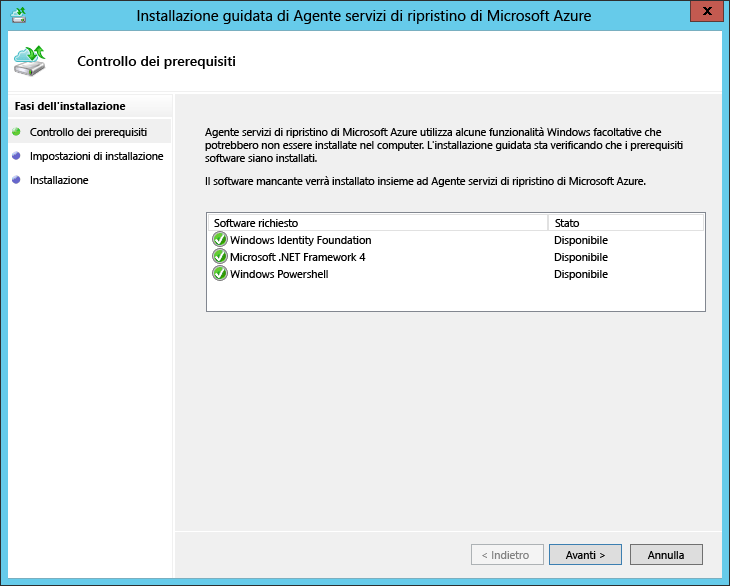 Installazione guidata di Agente servizi di ripristino di Microsoft Azure
x
Controllo dei prerequisiti
Fasi dell'installazione
Controllo dei prerequisiti
Impostazioni di installazione
Installazione
Agente servizi di ripristino di Microsoft Azure utilizza alcune funzionalità Windows facoltative che
potrebbero non essere installate nel computer. L'installazione guidata sta verificando che i prerequisiti
software siano installati.
Il software mancante verrà installato insieme ad Agente servizi di ripristino di Microsoft Azure.
Software richiesto Stato
Windows Identity Foundation Disponibile
Microsoft .NET Framework 4 Disponibile
Windows Powershell Disponibile
< Indietro Avanti > Annulla